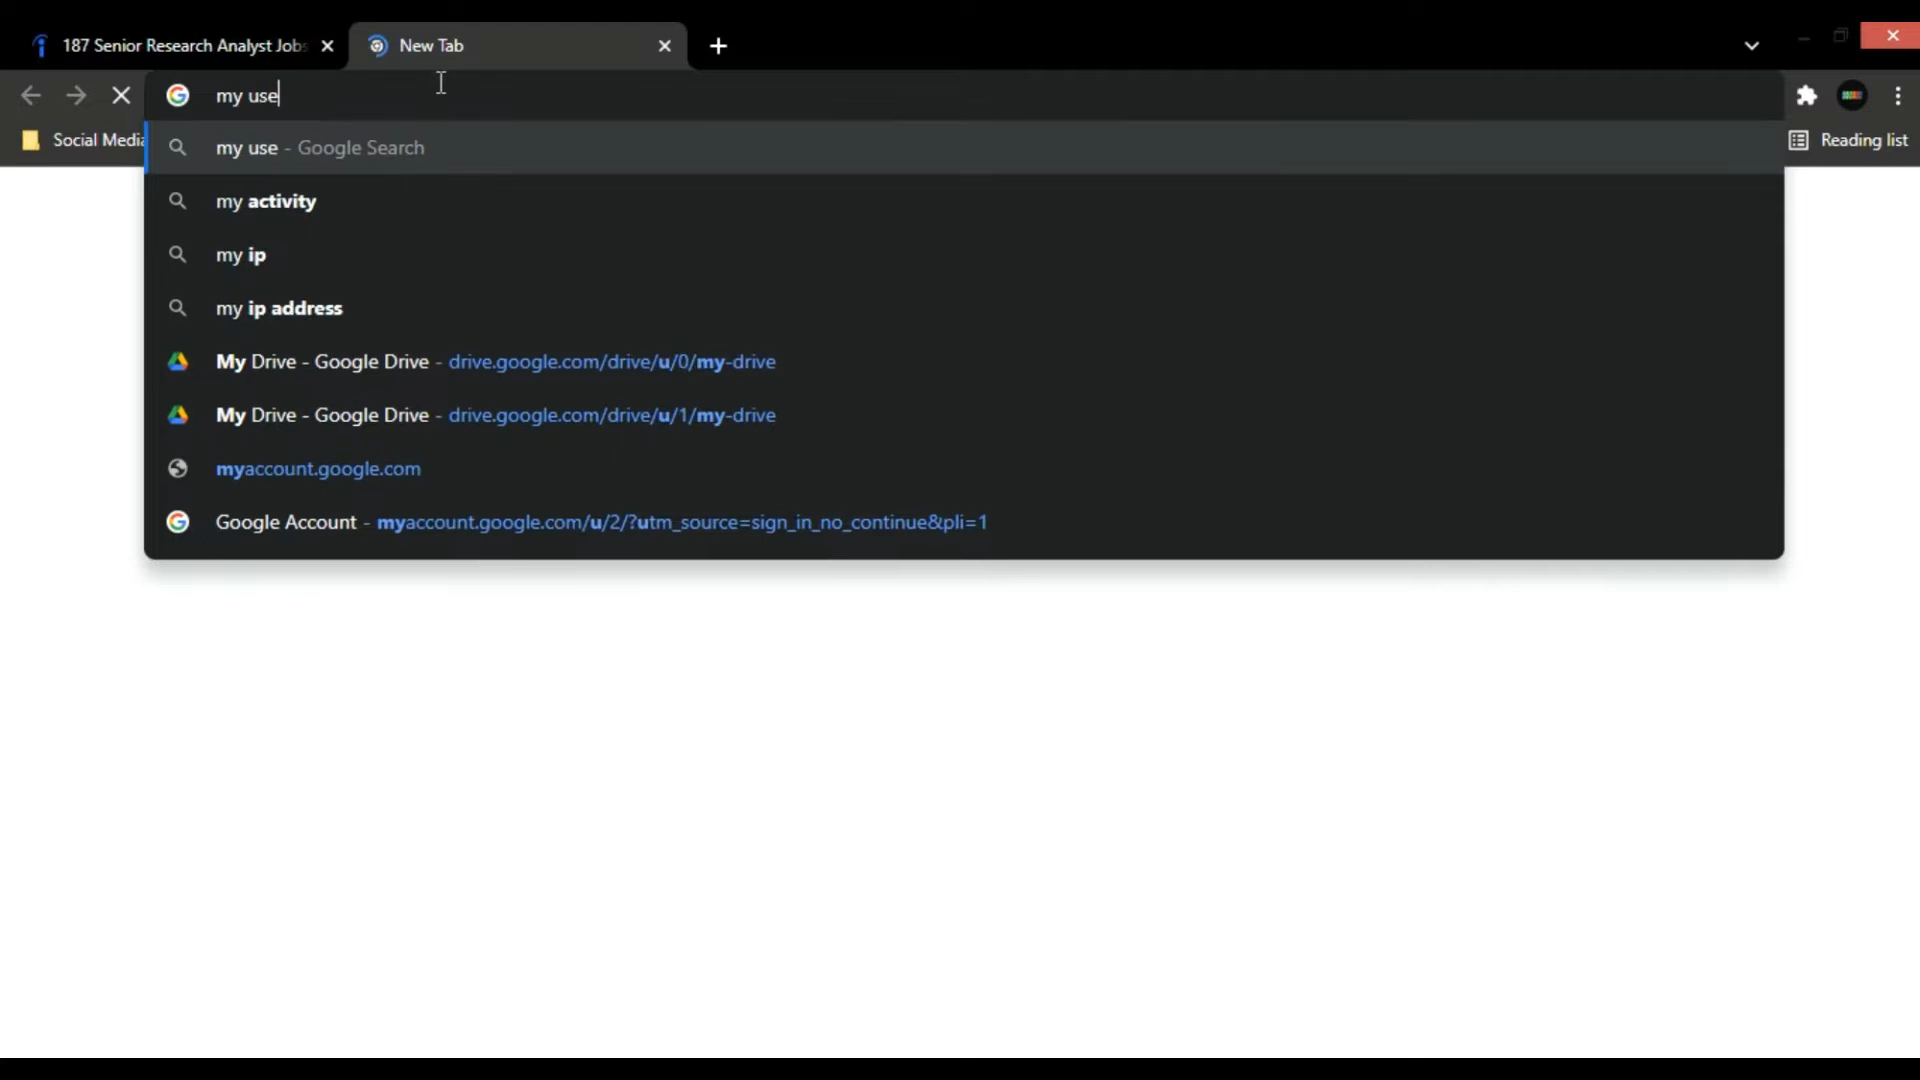 187 Senior Research Analyst Jobs
New Tab
my use
Social Media
Reading list
my use - Google Search
my activity
my ip
my ip address
My Drive - Google Drive - drive.google.com/drive/u/0/my-drive
My Drive - Google Drive - drive.google.com/drive/u/1/my-drive
myaccount.google.com
Google Account - myaccount.google.com/u/2/?utm_source=sign_in_no_continue&pli=1